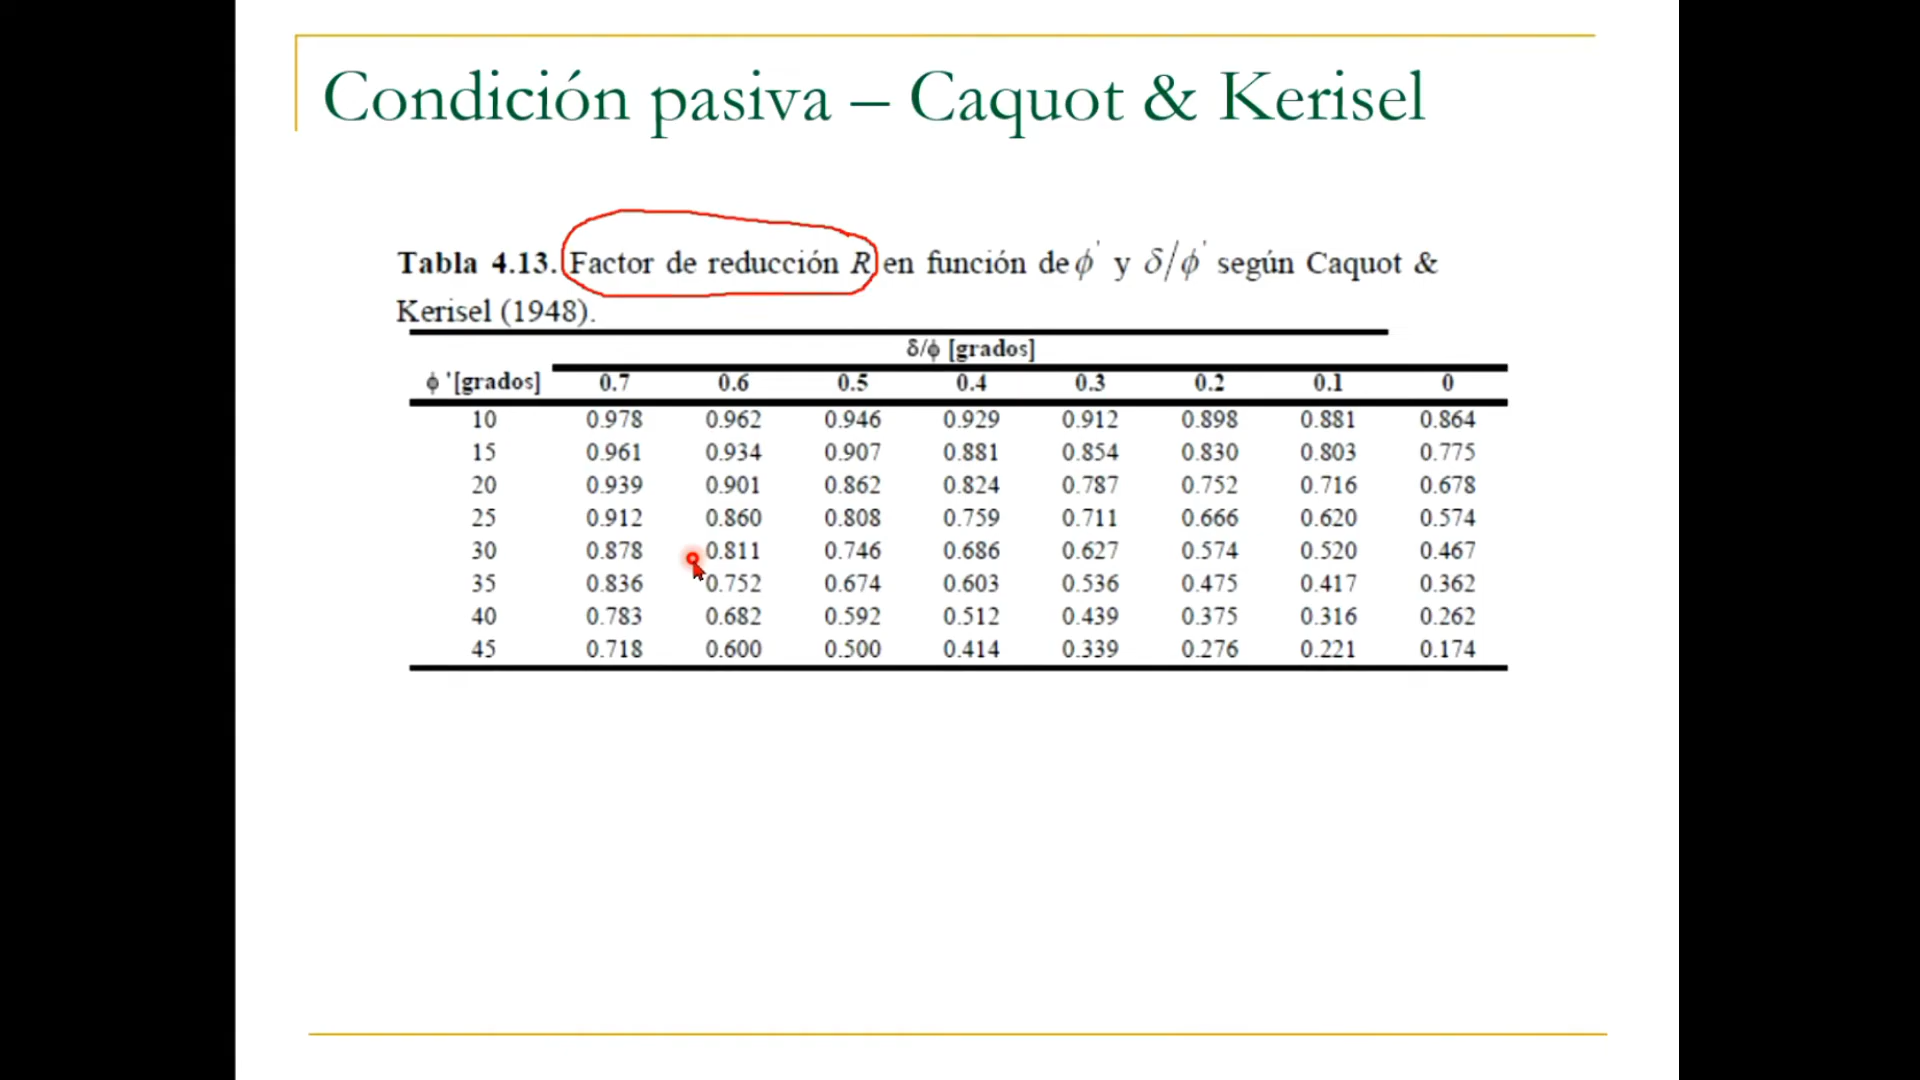 Condición pasiva – Caquot & Kerisel
Tabla 4.13. Factor de reducción R en función de ϕ' y δ/ϕ' según Caquot &
Kerisel (1948).
δ/ϕ [grados]
ϕ '[grados] 0.7 0.6 0.5 0.4 0.3 0.2 0.1 0
10 0.978 0.962 0.946 0.929 0.912 0.898 0.881 0.864
15 0.961 0.934 0.907 0.881 0.854 0.830 0.803 0.775
20 0.939 0.901 0.862 0.824 0.787 0.752 0.716 0.678
25 0.912 0.860 0.808 0.759 0.711 0.666 0.620 0.574
30 0.878 0.811 0.746 0.686 0.627 0.574 0.520 0.467
35 0.836 0.752 0.674 0.603 0.536 0.475 0.417 0.362
40 0.783 0.682 0.592 0.512 0.439 0.375 0.316 0.262
45 0.718 0.600 0.500 0.414 0.339 0.276 0.221 0.174